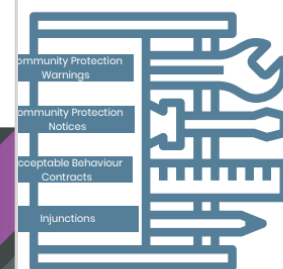 ommunity Protection
Warnings
ommunity Protection
Notices
cceptable Behaviour
Contracts
Injunctions